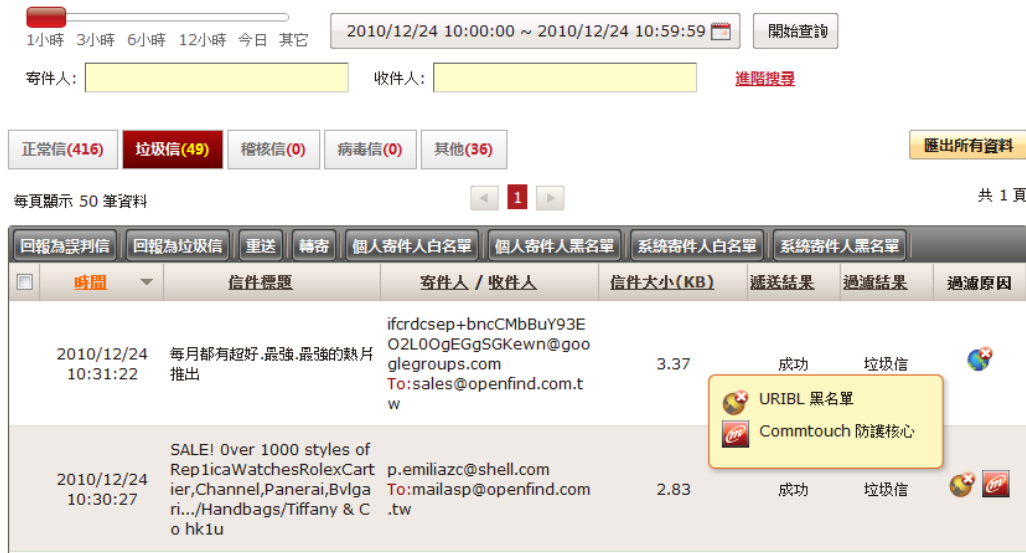 1小時 3小時 6小時 12小時 今日 其它
2010/12/24 10:00:00 ~ 2010/12/24 10:59:59
開始查詢
寄件人:
收件人:
進階搜尋
正常信(416)
垃圾信(49)
稽核信(0)
病毒信(0)
其他(36)
匯出所有資料
每頁顯示 50 筆資料
1
共 1 頁
回報為誤判信
回報為垃圾信
重送
轉寄
個人寄件人白名單
個人寄件人黑名單
系統寄件人白名單
系統寄件人黑名單
時間
信件標題
寄件人 / 收件人
信件大小(KB)
遞送結果
過濾結果
過濾原因
2010/12/24
10:31:22
每月都有超好.最強.最強的熱片
推出
ifcrdcsep+bncCMbBuY93E
O2L0OgEGgSGKewn@goo
glegroups.com
To:sales@openfind.com.t
w
3.37
成功
垃圾信
URIBL 黑名單
Commtouch 防護核心
2010/12/24
10:30:27
SALE! 0ver 1000 styles of
Rep1icaWatchesRolexCart
ier,Channel,Panerai,Bvlga
ri.../Handbags/Tiffany & C
o hk1u
p.emiliazc@shell.com
To:mailasp@openfind.com
.tw
2.83
成功
垃圾信